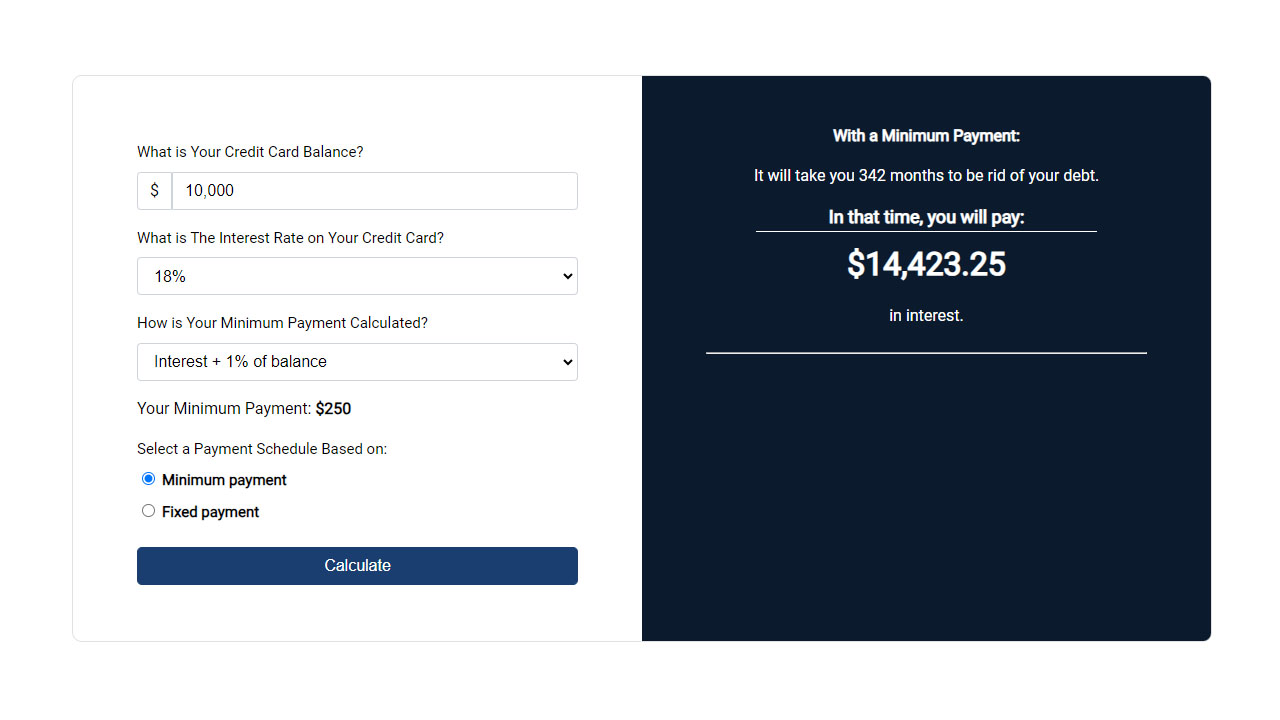 What is Your Credit Card Balance?
$ 10,000
What is The Interest Rate on Your Credit Card?
18%
How is Your Minimum Payment Calculated?
Interest + 1% of balance
Your Minimum Payment: $250
Select a Payment Schedule Based on:
Minimum payment
Fixed payment
Calculate
With a Minimum Payment:
It will take you 342 months to be rid of your debt.
In that time, you will pay:
$14,423.25
in interest.